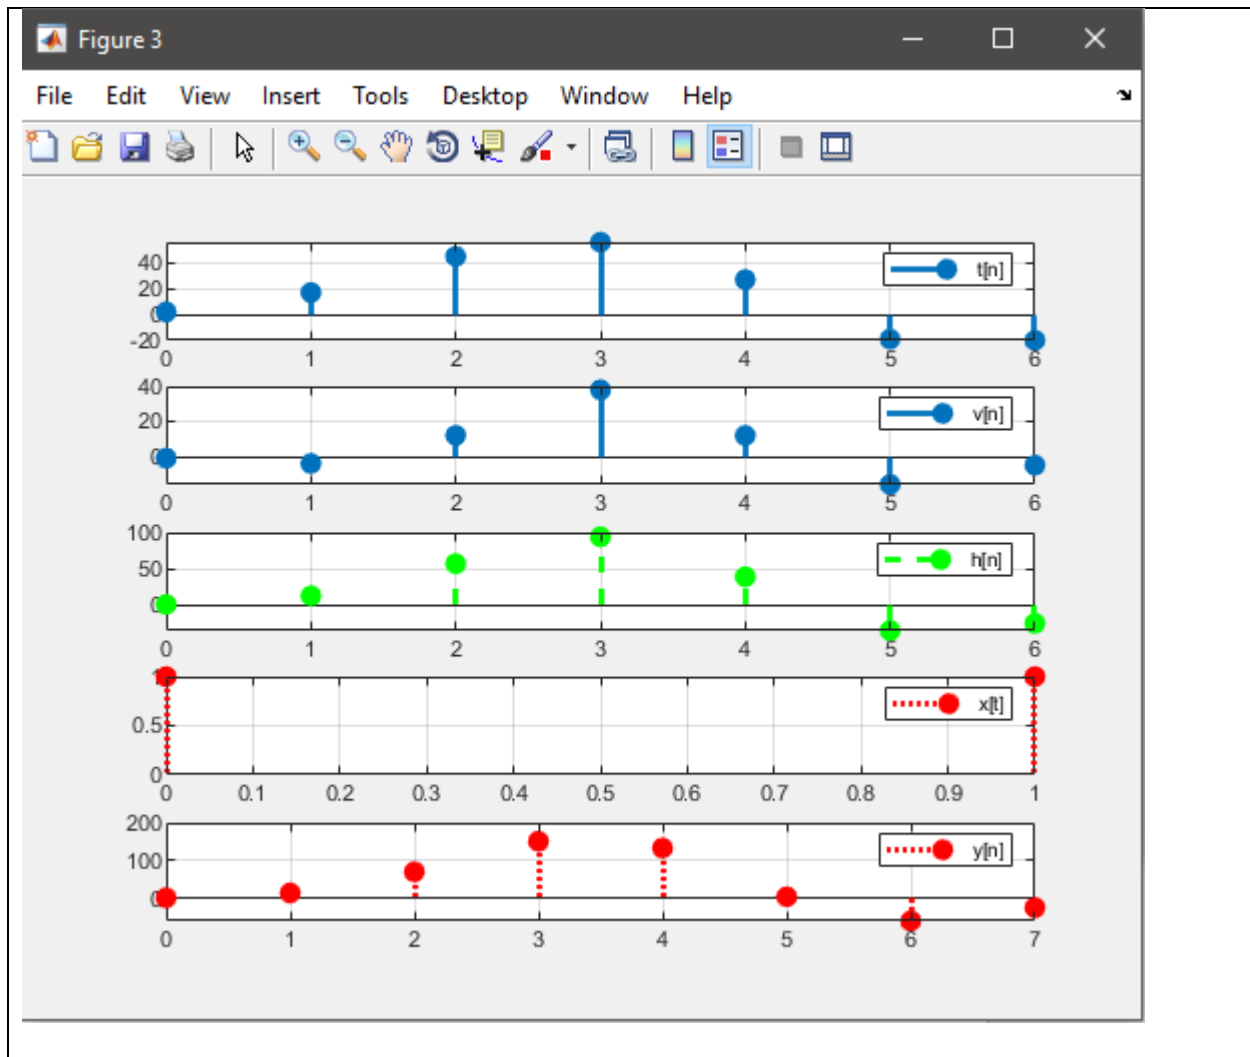 Figure 3
File Edit View Insert Tools Desktop Window Help
40
20
0
-20
t[n]
0 1 2 3 4 5 6
40
20
0
v[n]
0 1 2 3 4 5 6
100
50
0
h[n]
0 1 2 3 4 5 6
1
0.5
0
x[t]
0 0.1 0.2 0.3 0.4 0.5 0.6 0.7 0.8 0.9 1
200
100
0
y[n]
0 1 2 3 4 5 6 7